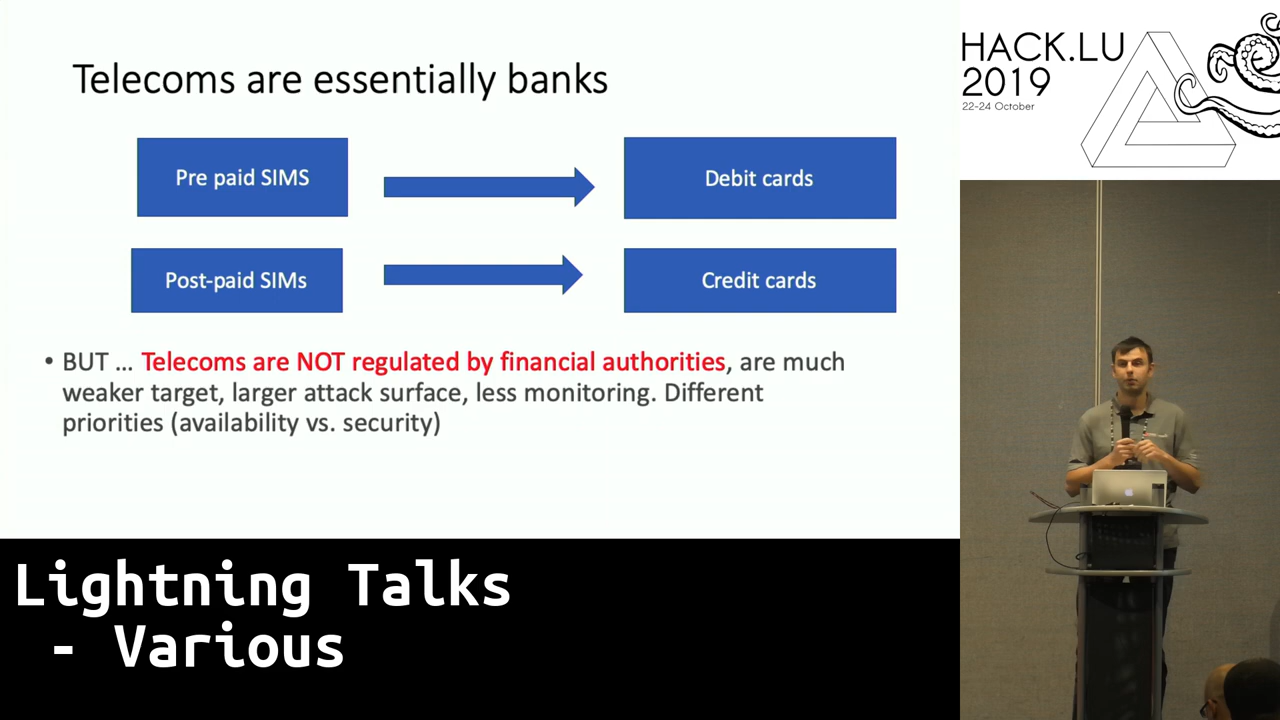 Telecoms are essentially banks
Pre paid SIMS
Debit cards
Post-paid SIMs
Credit cards
• BUT ... Telecoms are NOT regulated by financial authorities, are much
weaker target, larger attack surface, less monitoring. Different
priorities (availability vs. security)
HACK.LU
2019
22-24 October
Lightning Talks
- Various